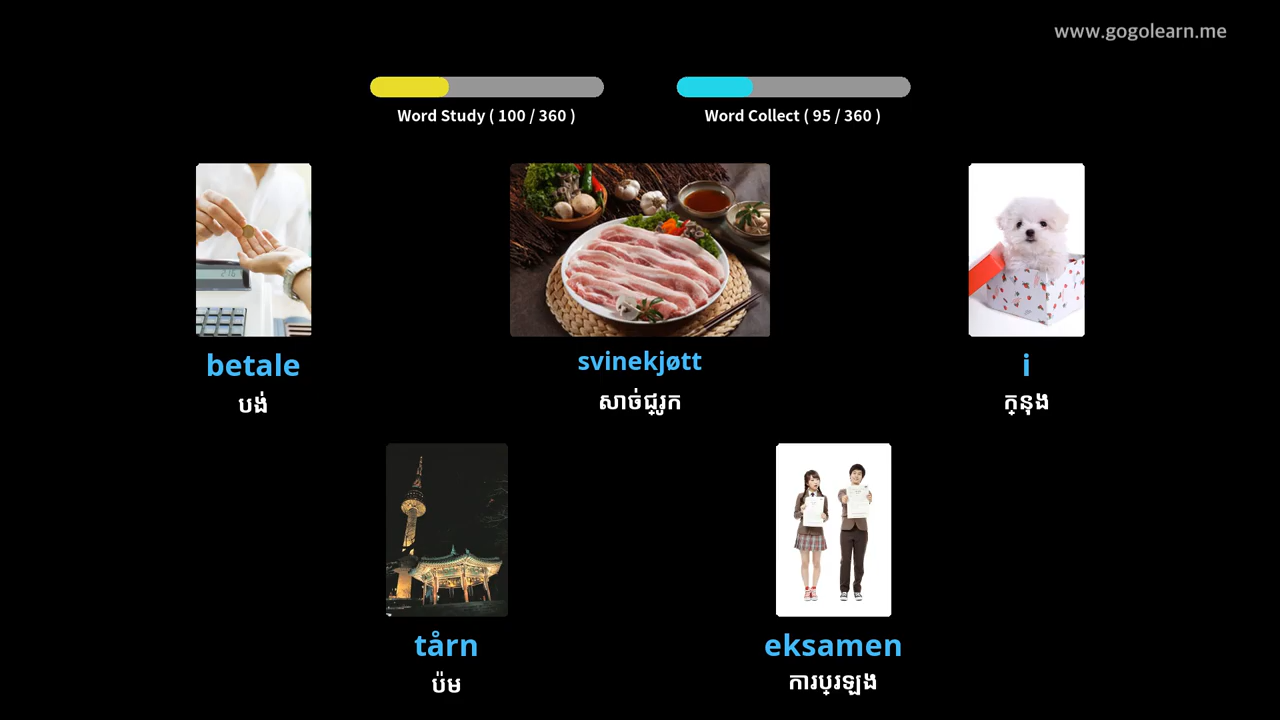 www.gogolearn.me
Word Study ( 100 / 360 )
Word Collect ( 95 / 360 )
betale
បង់
svinekjøtt
សាច់ជ្រូក
i
ក្នុង
tårn
ប៉ម
eksamen
ការប្រឡង